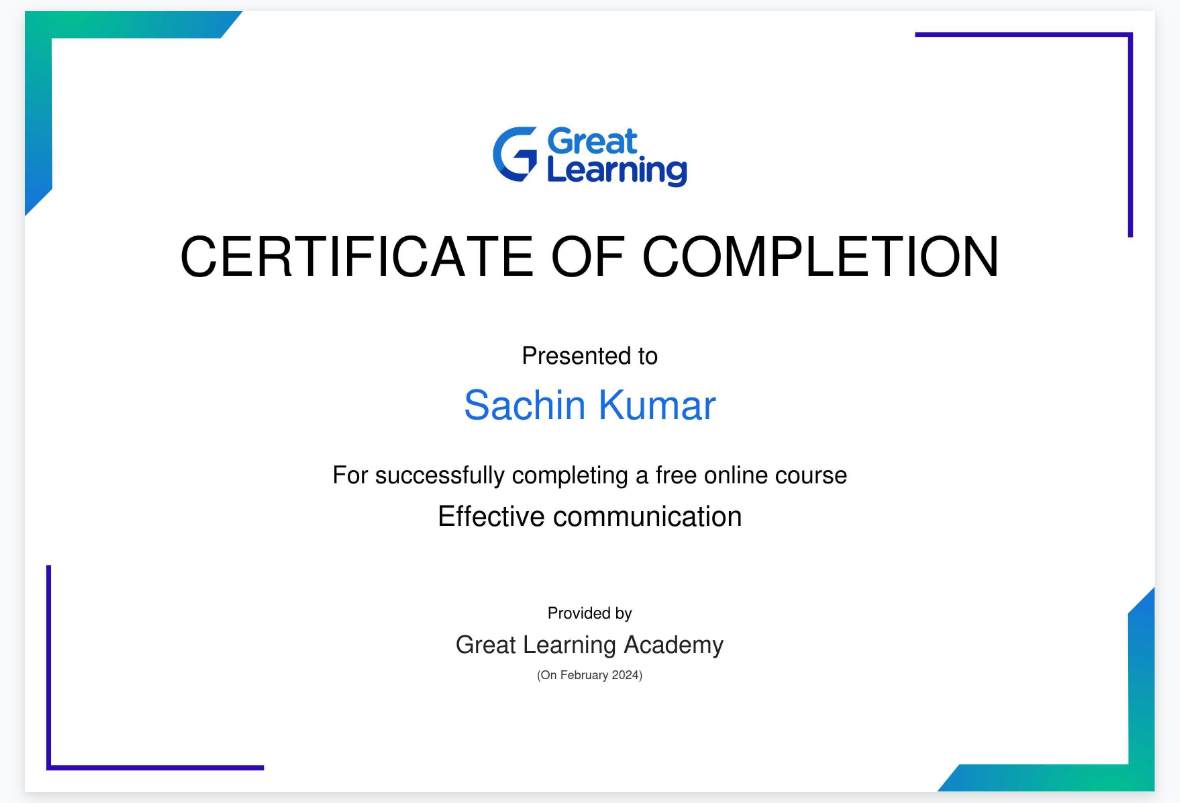 Great
Learning
CERTIFICATE OF COMPLETION
Presented to
Sachin Kumar
For successfully completing a free online course
Effective communication
Provided by
Great Learning Academy
(On February 2024)